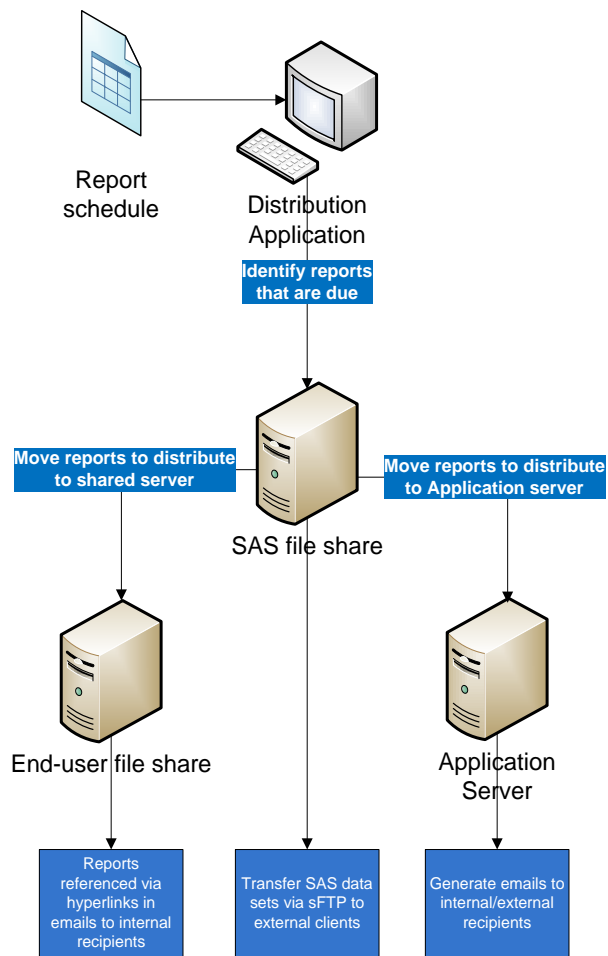 Report
schedule
Distribution
Application
Identify reports
that are due
Move reports to distribute
to shared server
Move reports to distribute
to Application server
SAS file share
End-user file share
Application
Server
Reports
referenced via
hyperlinks in
emails to internal
recipients
Transfer SAS data
sets via sFTP to
external clients
Generate emails to
internal/external
recipients